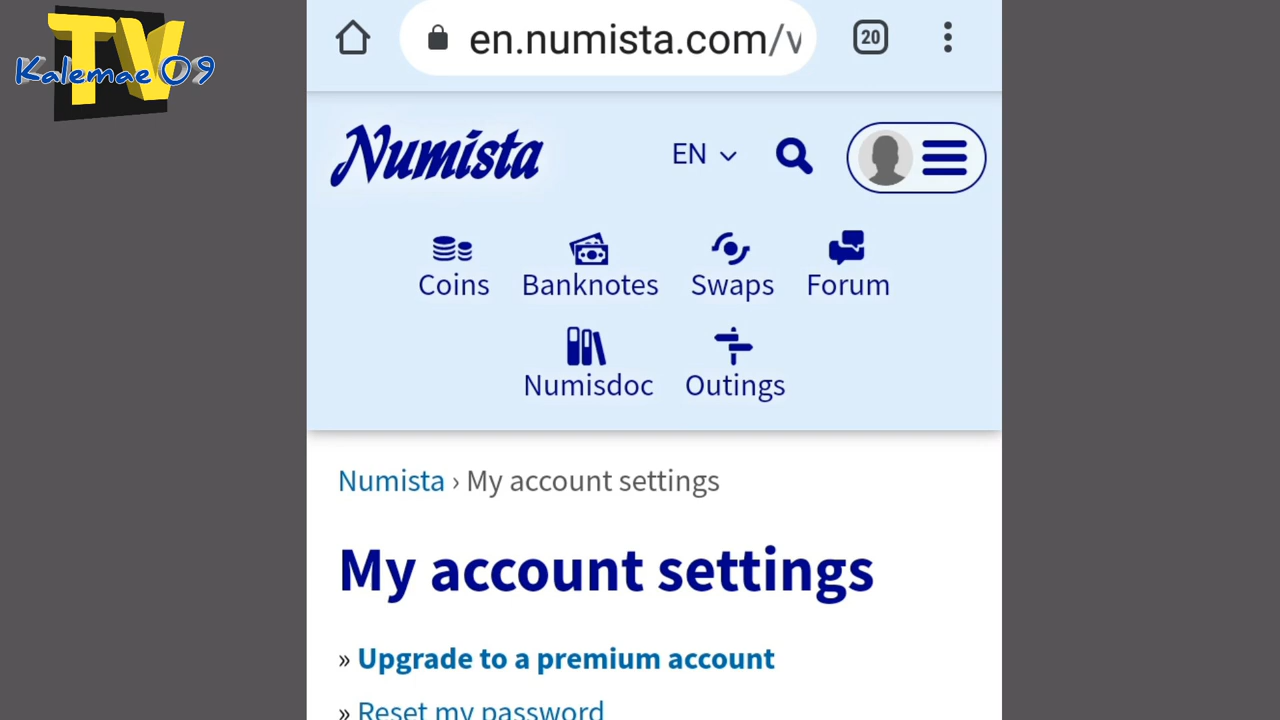 TV
Kalemae 09
en.numista.com/v
20
Numista
EN
Coins Banknotes Swaps Forum
Numisdoc Outings
Numista › My account settings
My account settings
» Upgrade to a premium account
» Reset my password